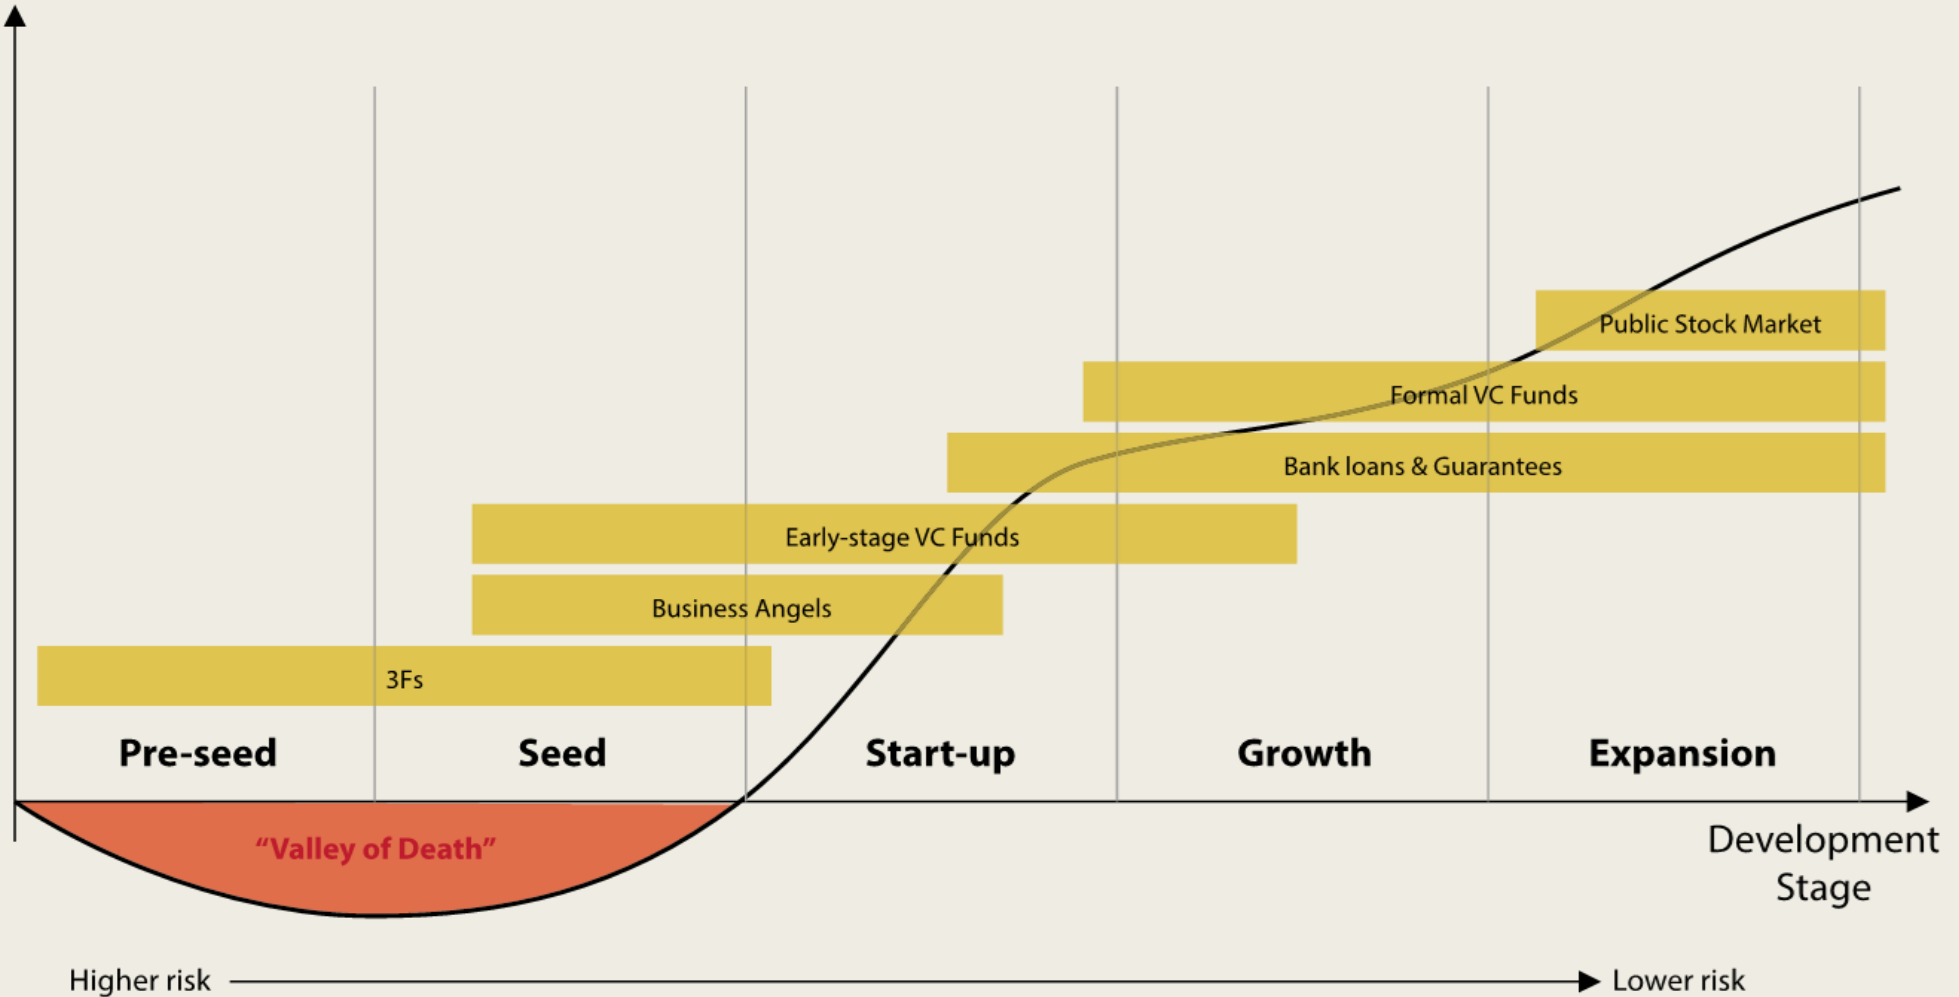 Public Stock Market
Formal VC Funds
Bank loans & Guarantees
Early-stage VC Funds
Business Angels
3Fs
Pre-seed
Seed
Start-up
Growth
Expansion
“Valley of Death”
Development
Stage
Higher risk
Lower risk